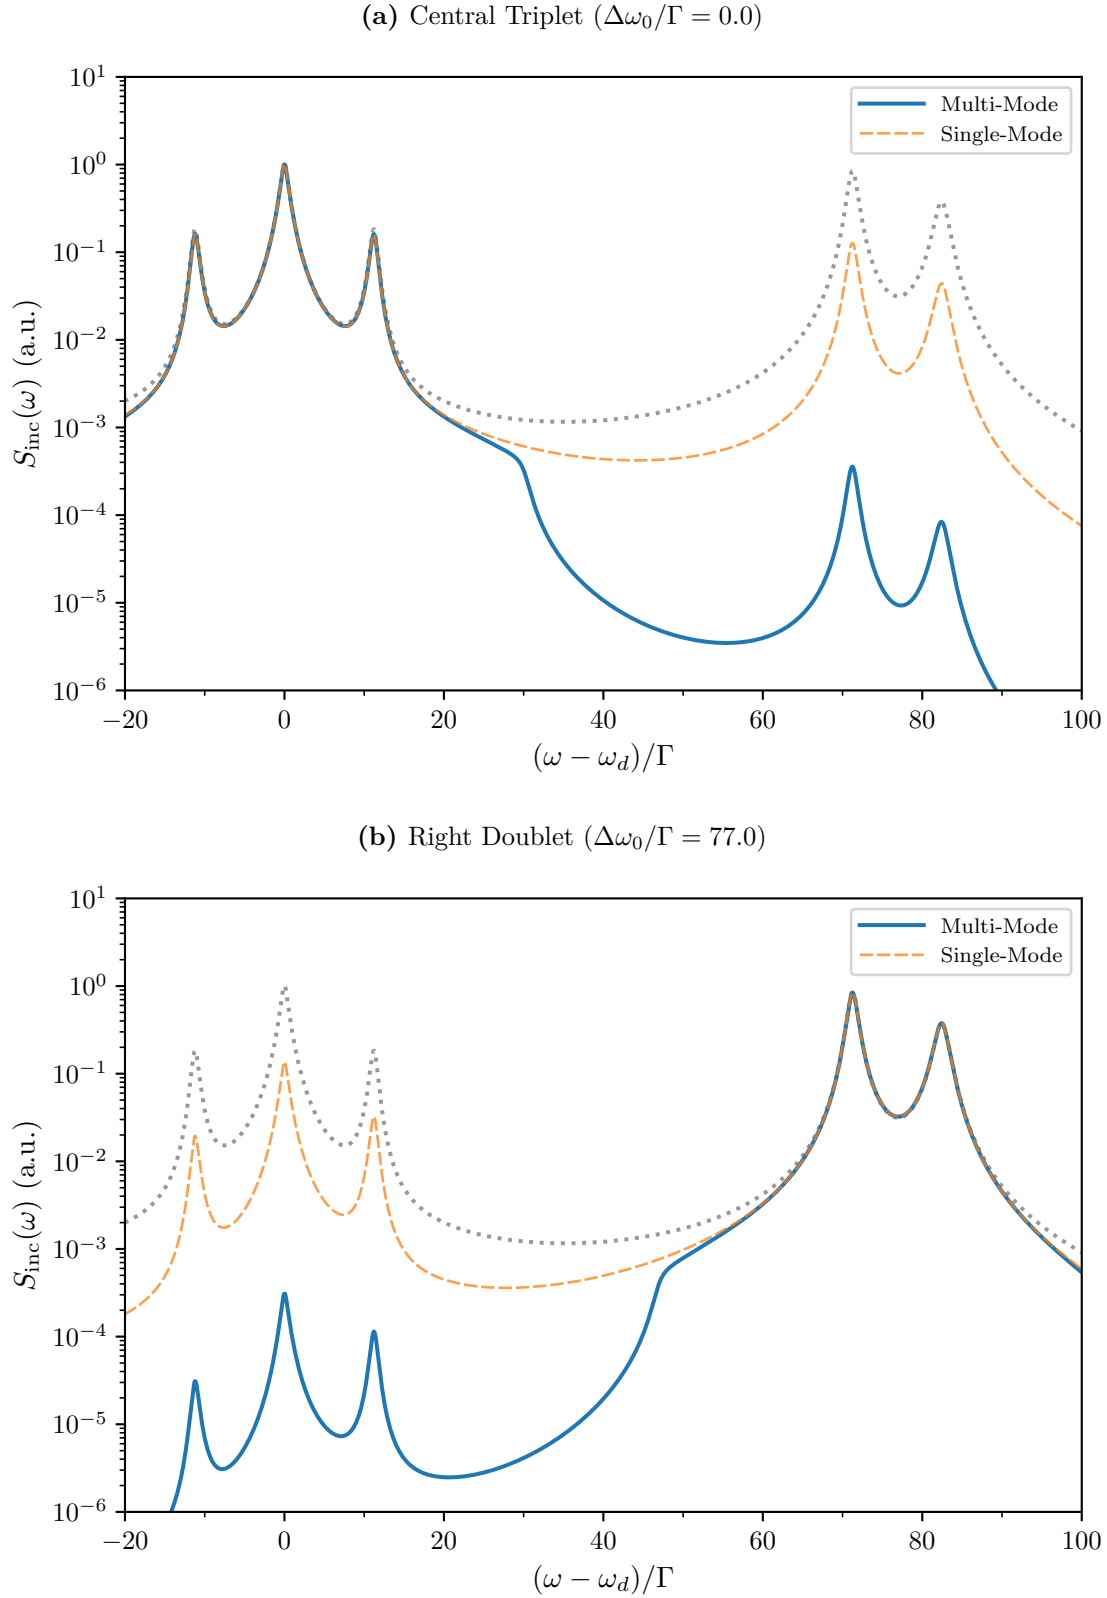 (a) Central Triplet (Δω₀/Γ = 0.0)
10¹
10⁰
10⁻¹
10⁻²
10⁻³
10⁻⁴
10⁻⁵
10⁻⁶
S_inc(ω) (a.u.)
Multi-Mode
Single-Mode
−20 0 20 40 60 80 100
(ω − ω_d)/Γ
(b) Right Doublet (Δω₀/Γ = 77.0)
10¹
10⁰
10⁻¹
10⁻²
10⁻³
10⁻⁴
10⁻⁵
10⁻⁶
S_inc(ω) (a.u.)
Multi-Mode
Single-Mode
−20 0 20 40 60 80 100
(ω − ω_d)/Γ